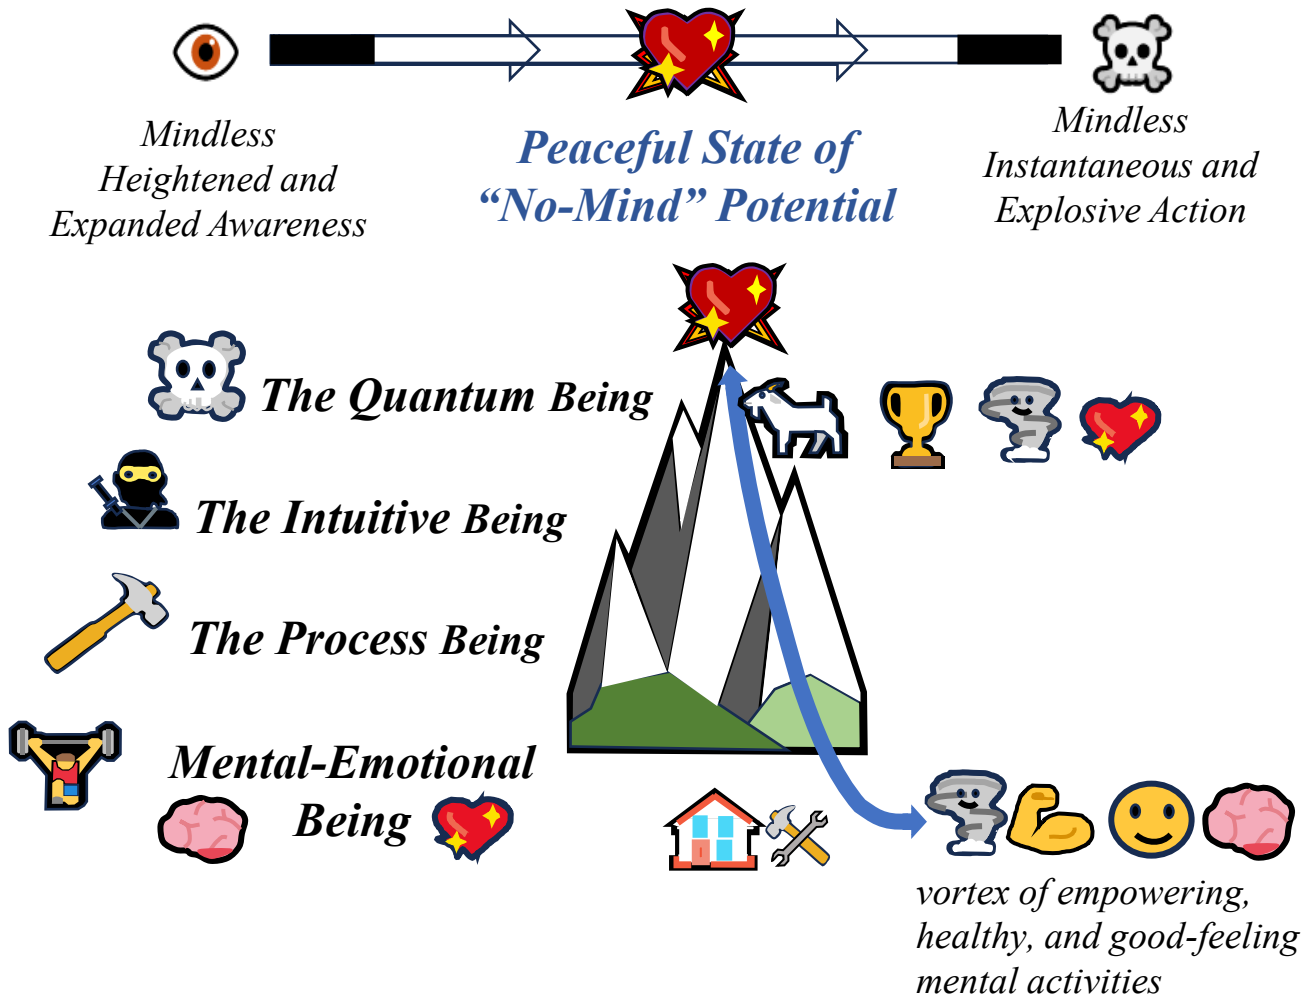 Mindless
Heightened and
Expanded Awareness
Peaceful State of
“No-Mind” Potential
Mindless
Instantaneous and
Explosive Action
The Quantum Being
The Intuitive Being
The Process Being
Mental-Emotional
Being
vortex of empowering,
healthy, and good-feeling
mental activities